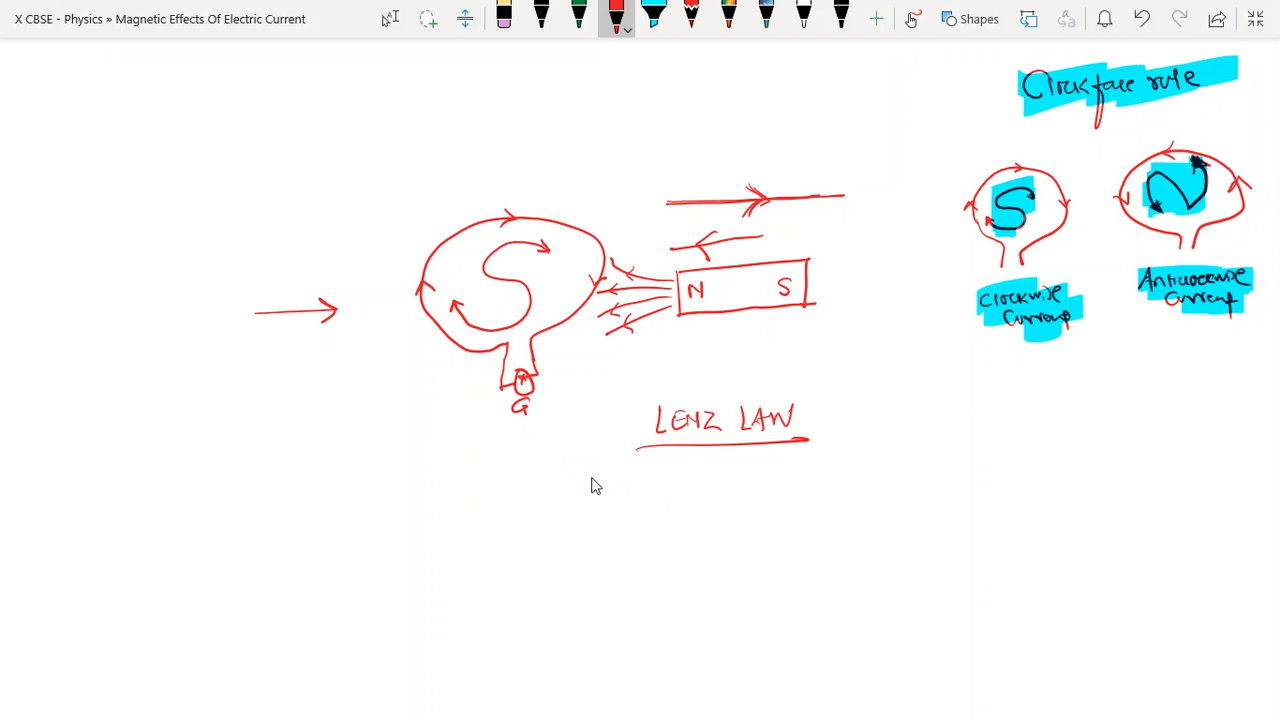 X CBSE - Physics » Magnetic Effects Of Electric Current
Shapes
Clockface rule
S
N
S
N
S
Clockwise
Current
Anticlockwise
Current
G
LENZ LAW